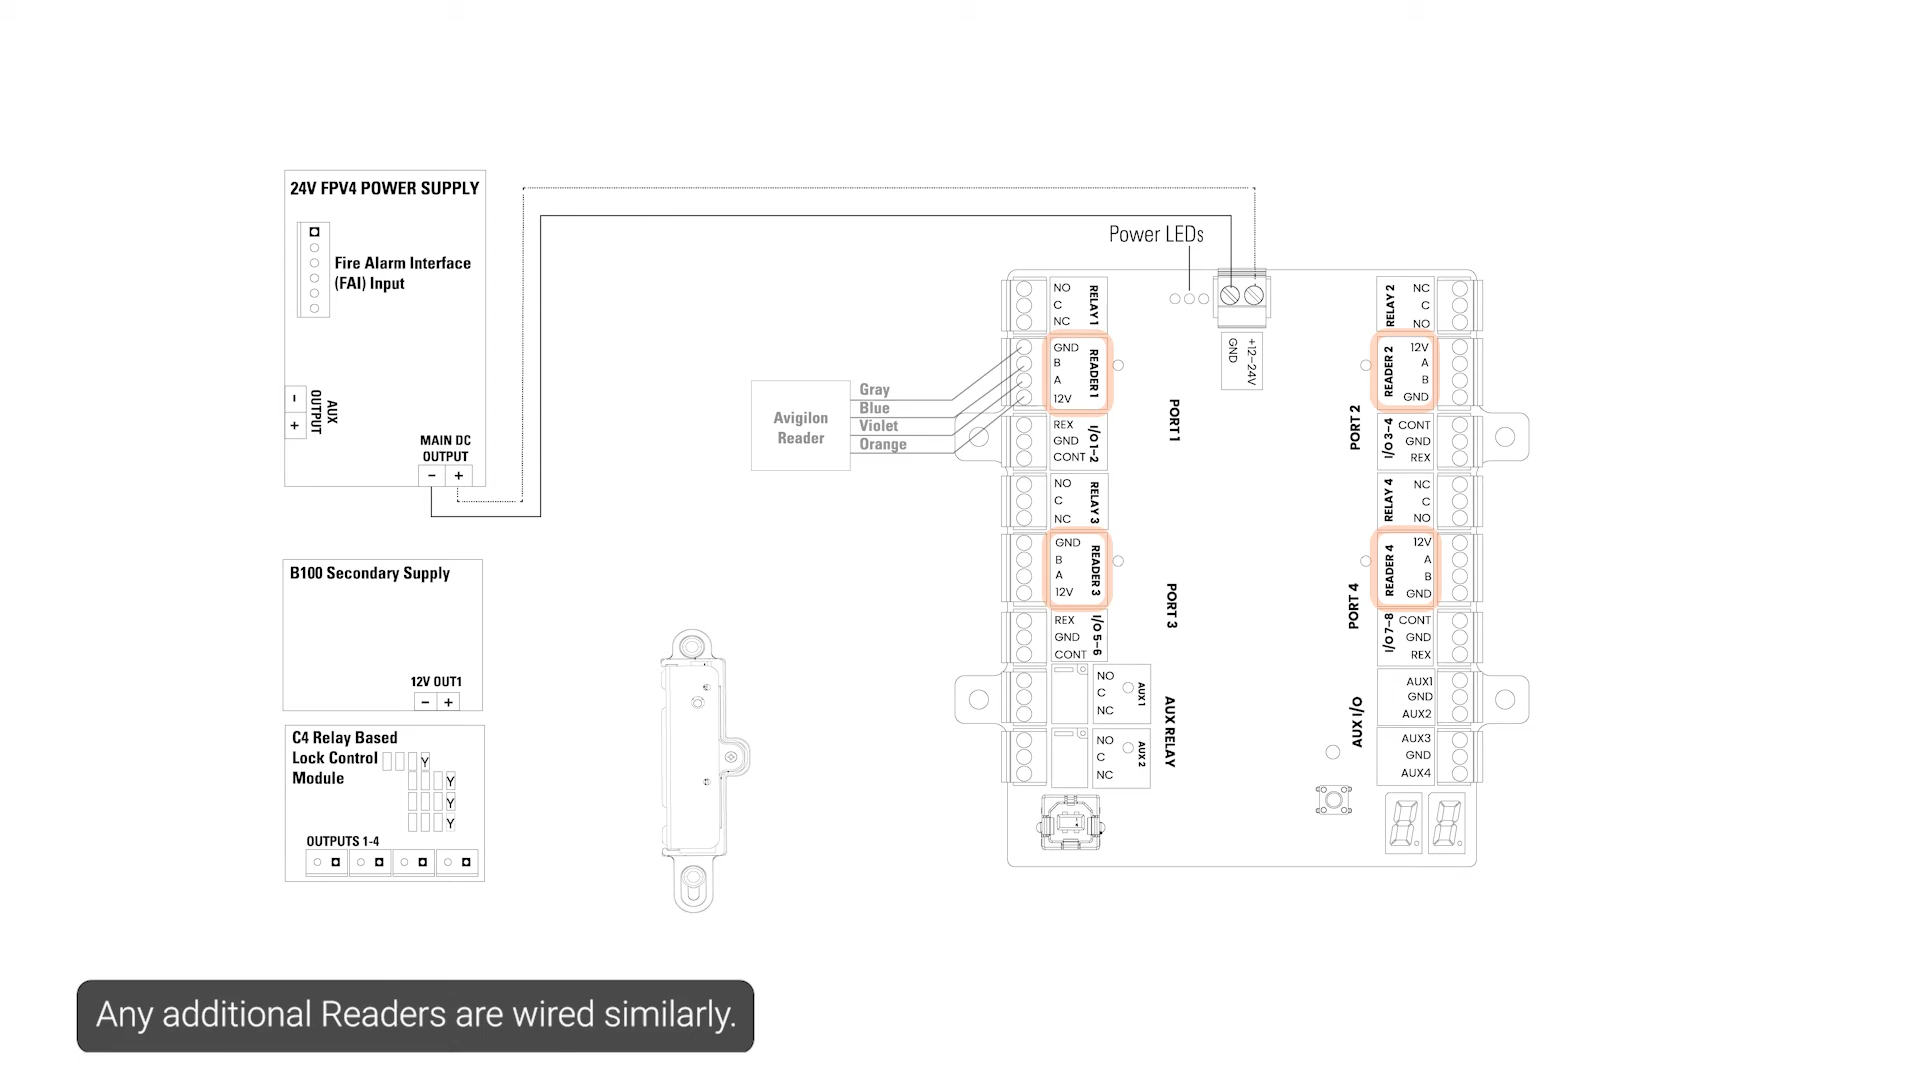 24V FPV4 POWER SUPPLY
Fire Alarm Interface
(FAI) Input
AUX
OUTPUT
-
+
MAIN DC
OUTPUT
- +
B100 Secondary Supply
12V OUT1
- +
C4 Relay Based
Lock Control
Module
Y
Y
Y
Y
OUTPUTS 1-4
Avigilon
Reader
Gray
Blue
Violet
Orange
Power LEDs
GND
+12-24V
NO
C
NC
RELAY 1
GND
B
A
12V
READER 1
REX
GND
CONT
I/O 1-2
PORT 1
NO
C
NC
RELAY 3
GND
B
A
12V
READER 3
REX
GND
CONT
I/O 5-6
PORT 3
NO
C
NC
AUX 1
NO
C
NC
AUX 2
AUX RELAY
RELAY 2
NC
C
NO
READER 2
12V
A
B
GND
I/O 3-4
CONT
GND
REX
PORT 2
RELAY 4
NC
C
NO
READER 4
12V
A
B
GND
I/O 7-8
CONT
GND
REX
PORT 4
AUX1
GND
AUX2
AUX3
GND
AUX4
AUX I/O
Any additional Readers are wired similarly.